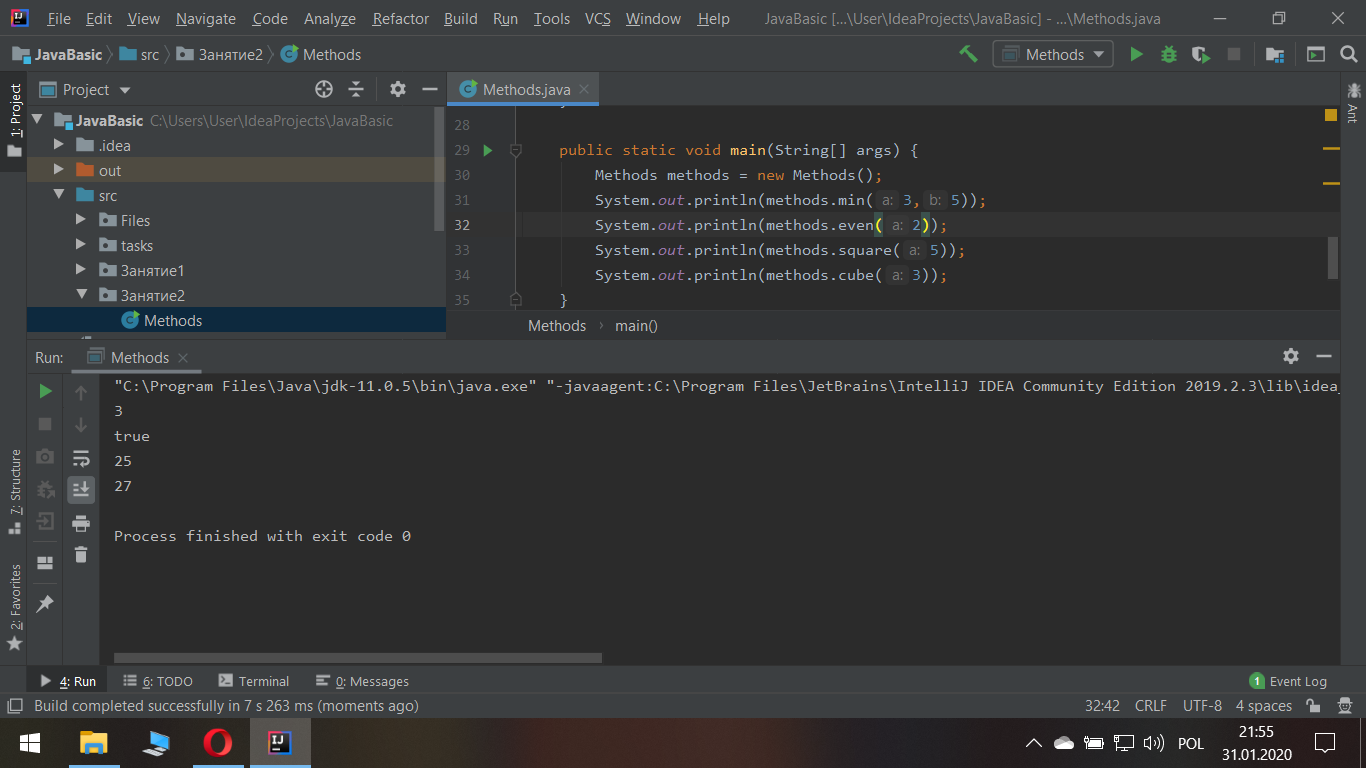 File Edit View Navigate Code Analyze Refactor Build Run Tools VCS Window Help JavaBasic [...\User\IdeaProjects\JavaBasic] - ...\Methods.java
JavaBasic src Занятие2 Methods Methods
1: Project
Project
Methods.java
Ant
JavaBasic C:\Users\User\IdeaProjects\JavaBasic
.idea
out
src
Files
tasks
Занятие1
Занятие2
Methods
28
29 public static void main(String[] args) {
30 Methods methods = new Methods();
31 System.out.println(methods.min( a: 3, b: 5));
32 System.out.println(methods.even( a: 2));
33 System.out.println(methods.square( a: 5));
34 System.out.println(methods.cube( a: 3));
35 }
Methods › main()
Run: Methods
"C:\Program Files\Java\jdk-11.0.5\bin\java.exe" "-javaagent:C:\Program Files\JetBrains\IntelliJ IDEA Community Edition 2019.2.3\lib\idea_
3
true
25
27
Process finished with exit code 0
7: Structure
2: Favorites
4: Run 6: TODO Terminal 0: Messages 1 Event Log
Build completed successfully in 7 s 263 ms (moments ago) 32:42 CRLF UTF-8 4 spaces
POL
21:55
31.01.2020